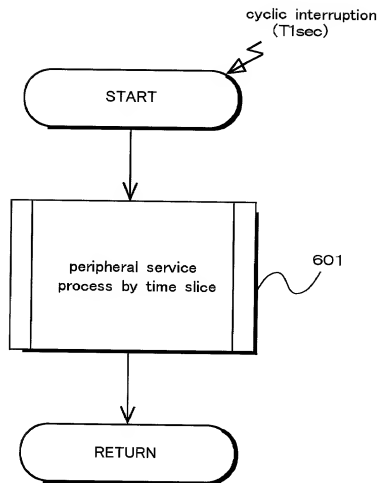 cyclic interruption
(T1sec)
START
peripheral service
process by time slice
601
RETURN